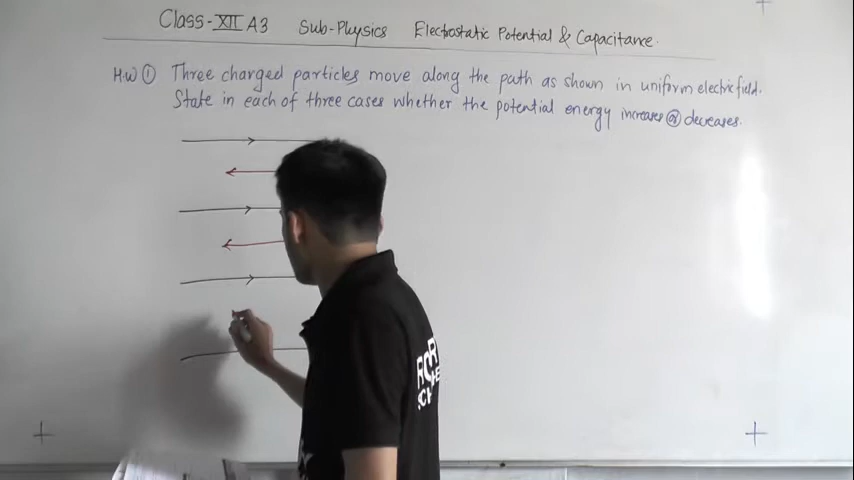 Class-XII A3 Sub-Physics Electrostatic Potential & Capacitance.
H.W ① Three charged particles move along the path as shown in uniform electric field.
State in each of three cases whether the potential energy increases or decreases.